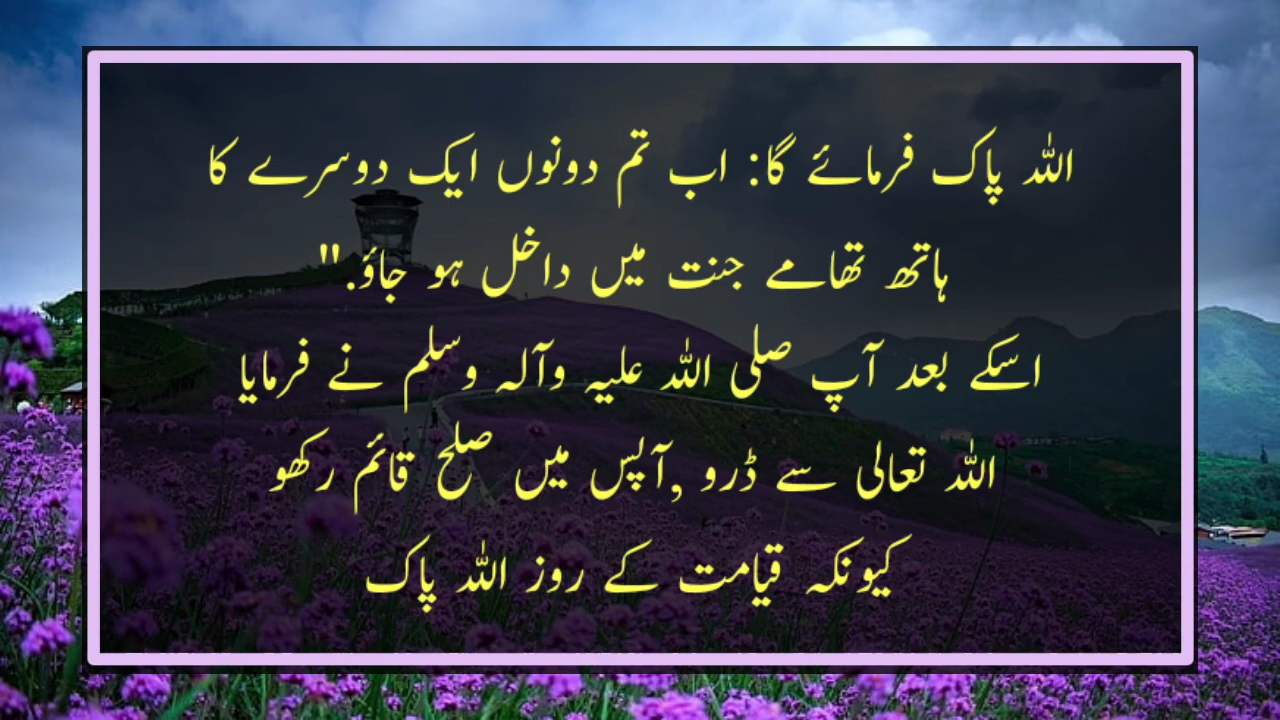 اللہ پاک فرمائے گا: اب تم دونوں ایک دوسرے کا
ہاتھ تھامے جنت میں داخل ہو جاؤ."
اسکے بعد آپ صلی اللہ علیہ وآلہ وسلم نے فرمایا
اللہ تعالی سے ڈرو ,آپس میں صلح قائم رکھو
کیونکہ قیامت کے روز اللہ پاک